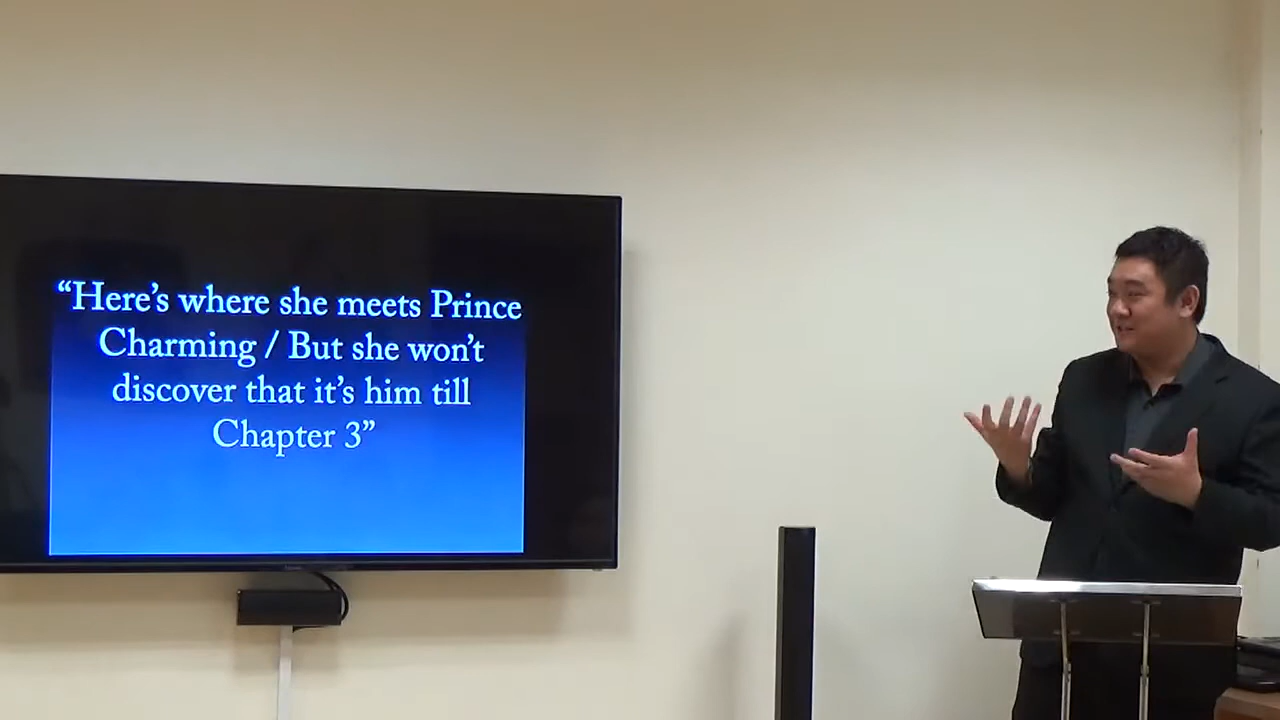 “Here’s where she meets Prince
Charming / But she won’t
discover that it’s him till
Chapter 3”